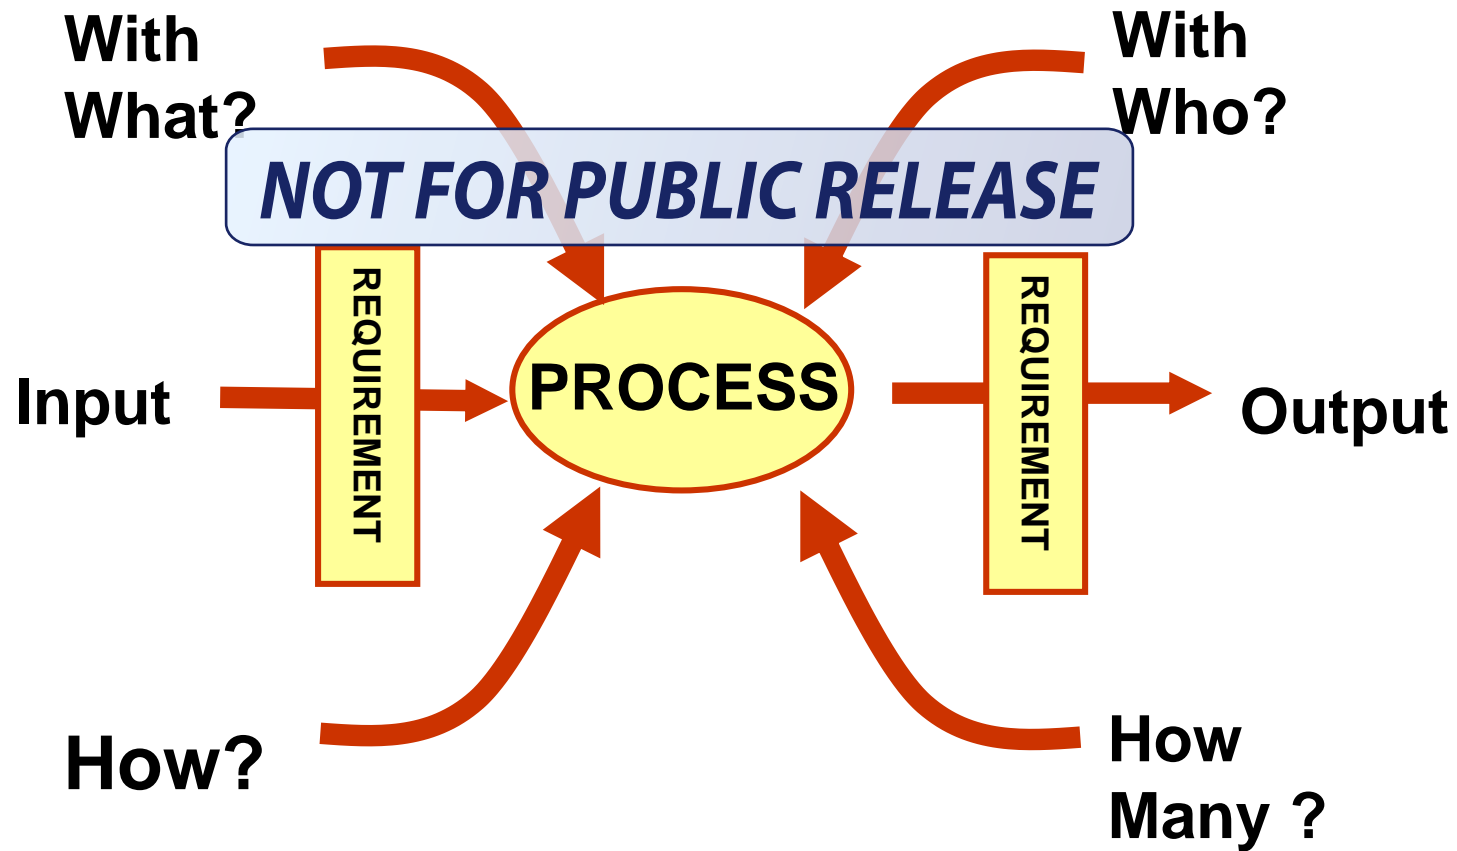 With
What?
With
Who?
NOT FOR PUBLIC RELEASE
REQUIREMENT
REQUIREMENT
Input
PROCESS
Output
How?
How
Many ?